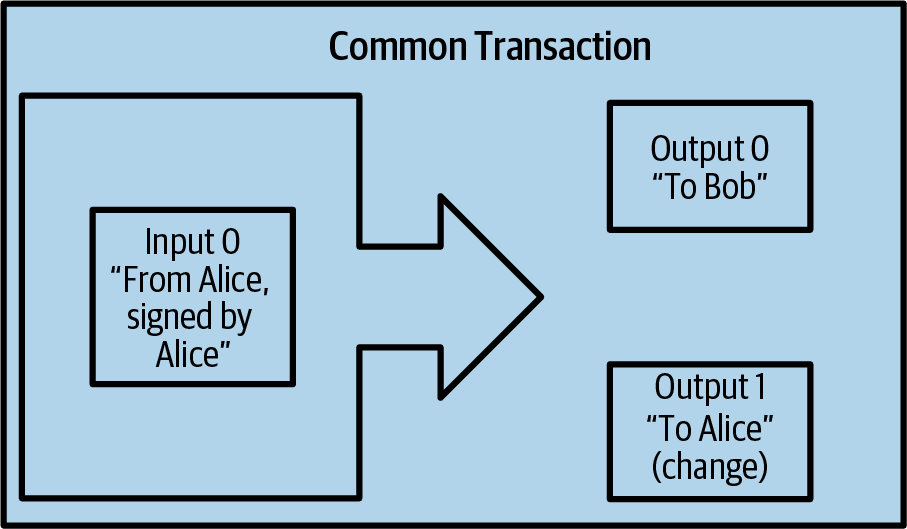 Common Transaction
Input 0
“From Alice,
signed by
Alice”
Output 0
“To Bob”
Output 1
“To Alice”
(change)